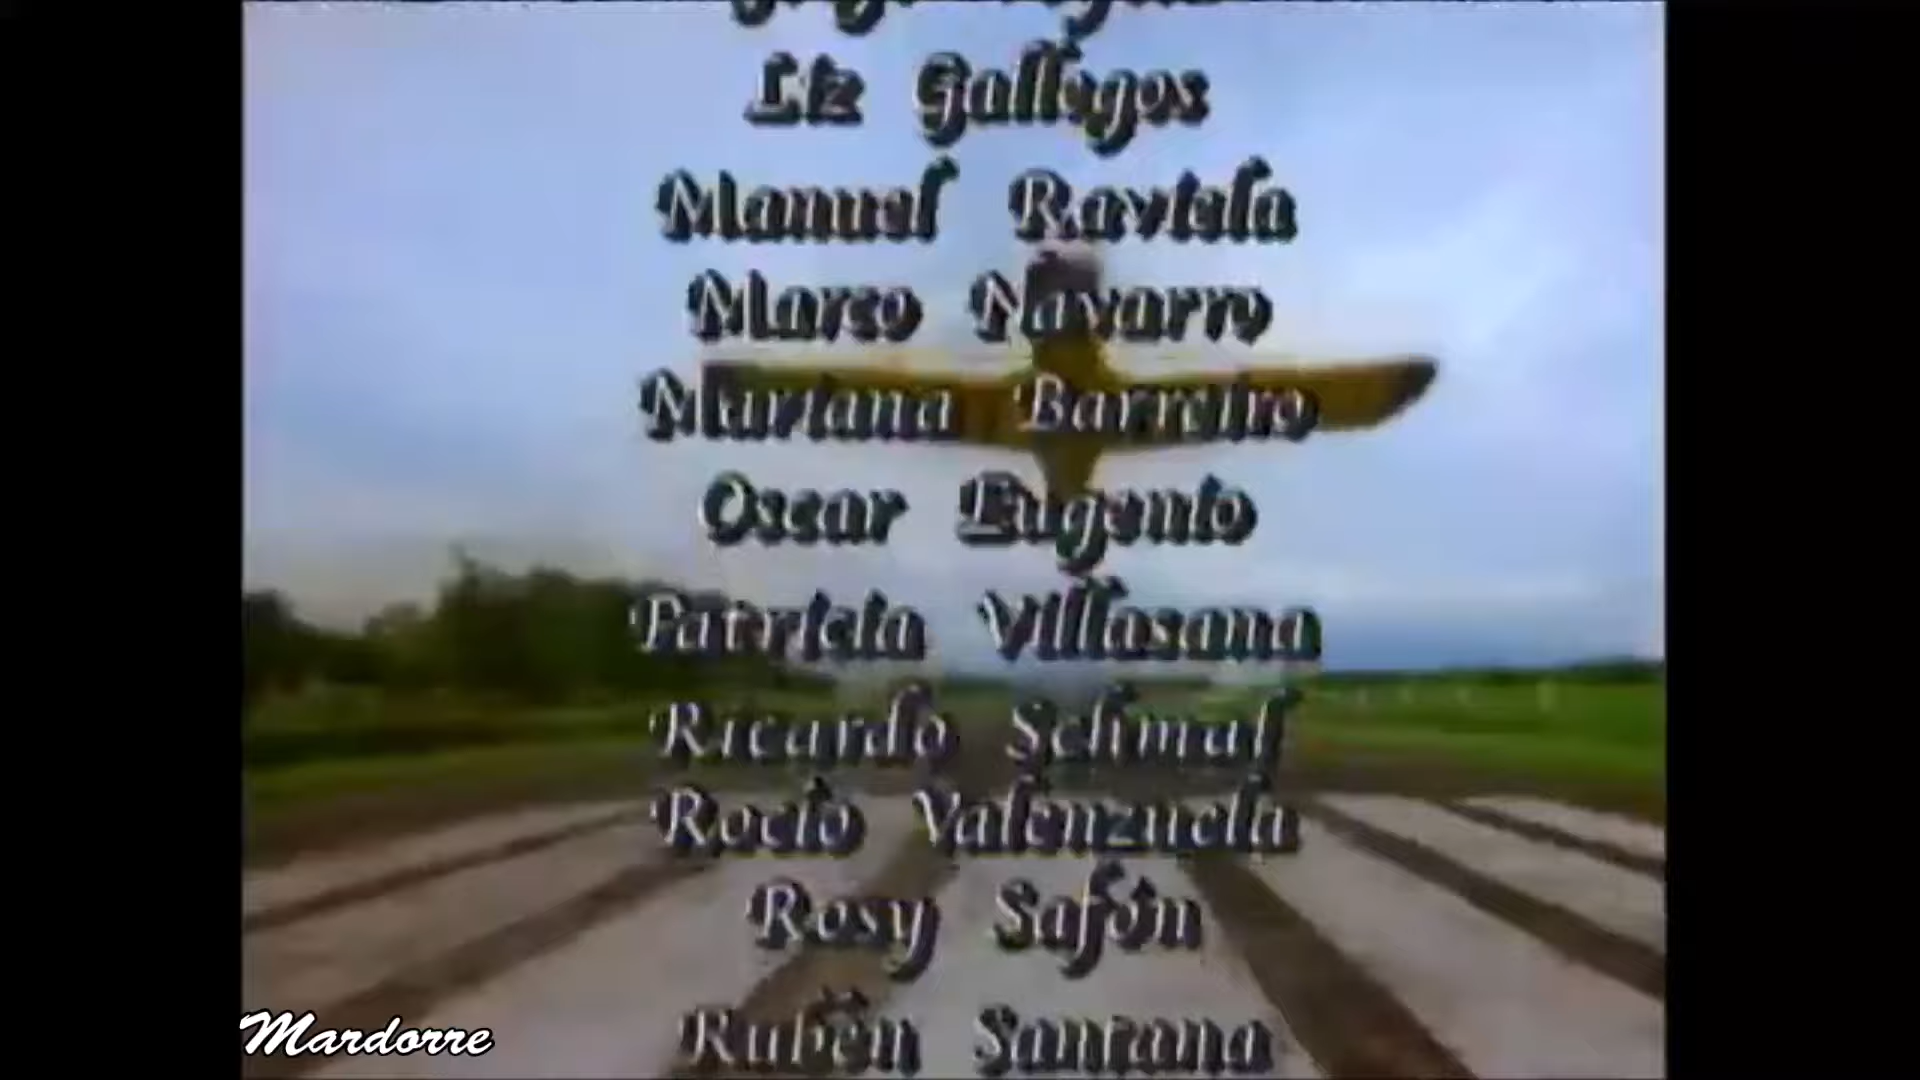 Liz Gallegos
Manuel Raviela
Marco Navarro
Mariana Barreiro
Oscar Eugenio
Patricia Villasana
Ricardo Schmal
Rocío Valenzuela
Rosy Safón
Rubén Santana
Mardorre